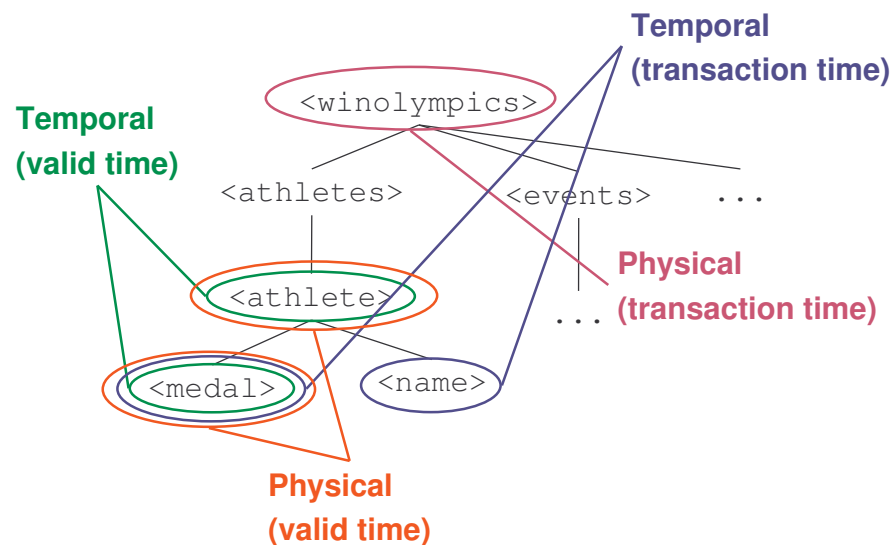 Temporal
(transaction time)
<winolympics>
Temporal
(valid time)
<athletes>
<events>
...
Physical
(transaction time)
<athlete>
...
<medal>
<name>
Physical
(valid time)